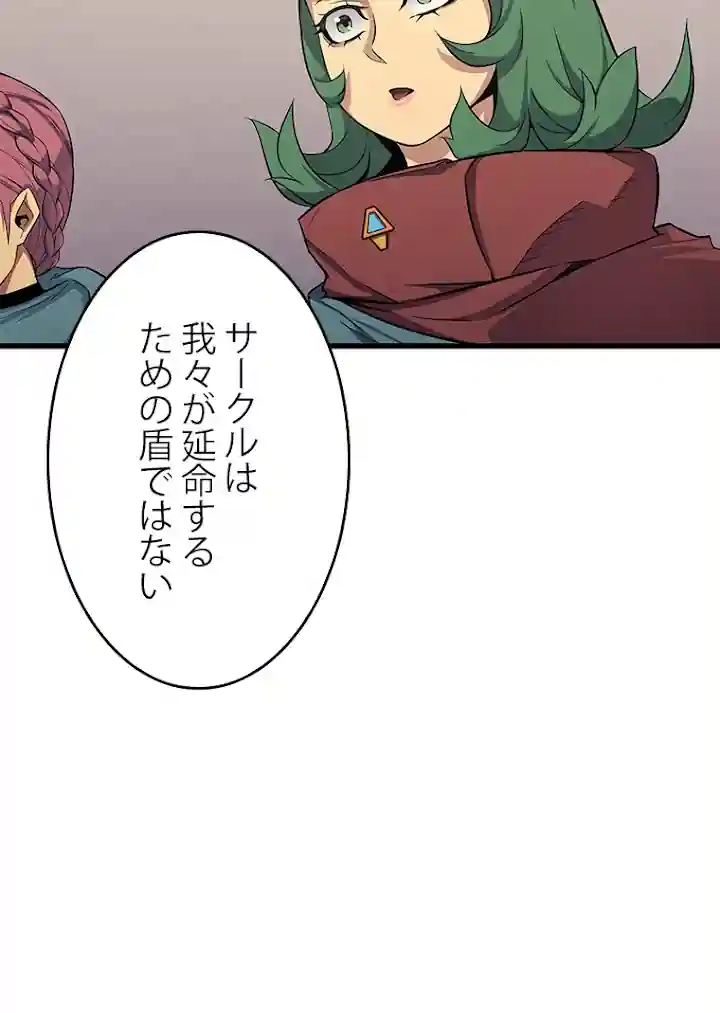 サークルは
我々が延命する
ための盾ではない